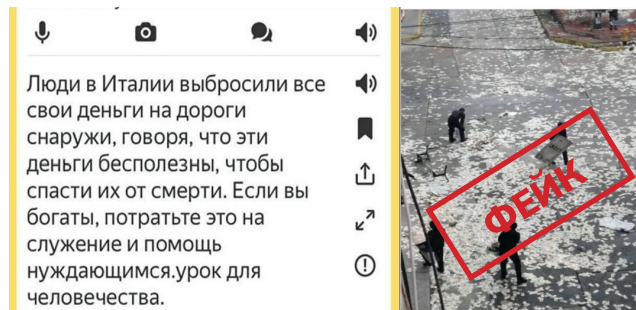 Люди в Италии выбросили все
свои деньги на дороги
снаружи, говоря, что эти
деньги бесполезны, чтобы
спасти их от смерти. Если вы
богаты, потратьте это на
служение и помощь
нуждающимся.урок для
человечества.
ФЕЙК